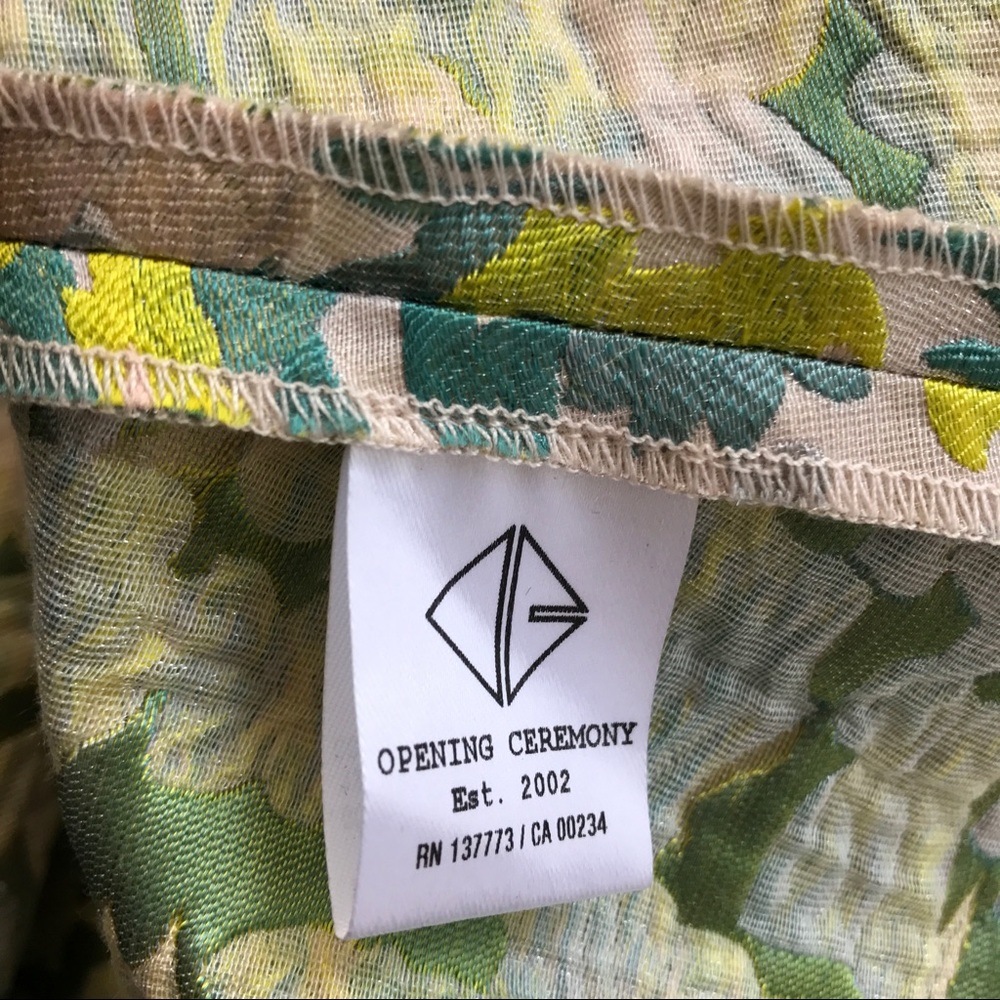 OPENING CEREMONY
Est. 2002
RN 137773 / CA 00234